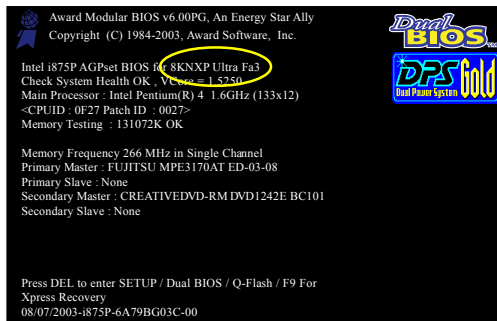 Award Modular BIOS v6.00PG, An Energy Star Ally
Copyright (C) 1984-2003, Award Software, Inc.
Dual
BIOS
DPS Gold
Dual Power System
Intel i875P AGPset BIOS for 8KNXP Ultra Fa3
Check System Health OK , VCore = 1.5250
Main Processor : Intel Pentium(R) 4 1.6GHz (133x12)
<CPUID : 0F27 Patch ID : 0027>
Memory Testing : 131072K OK
Memory Frequency 266 MHz in Single Channel
Primary Master : FUJITSU MPE3170AT ED-03-08
Primary Slave : None
Secondary Master : CREATIVEDVD-RM DVD1242E BC101
Secondary Slave : None
Press DEL to enter SETUP / Dual BIOS / Q-Flash / F9 For
Xpress Recovery
08/07/2003-i875P-6A79BG03C-00